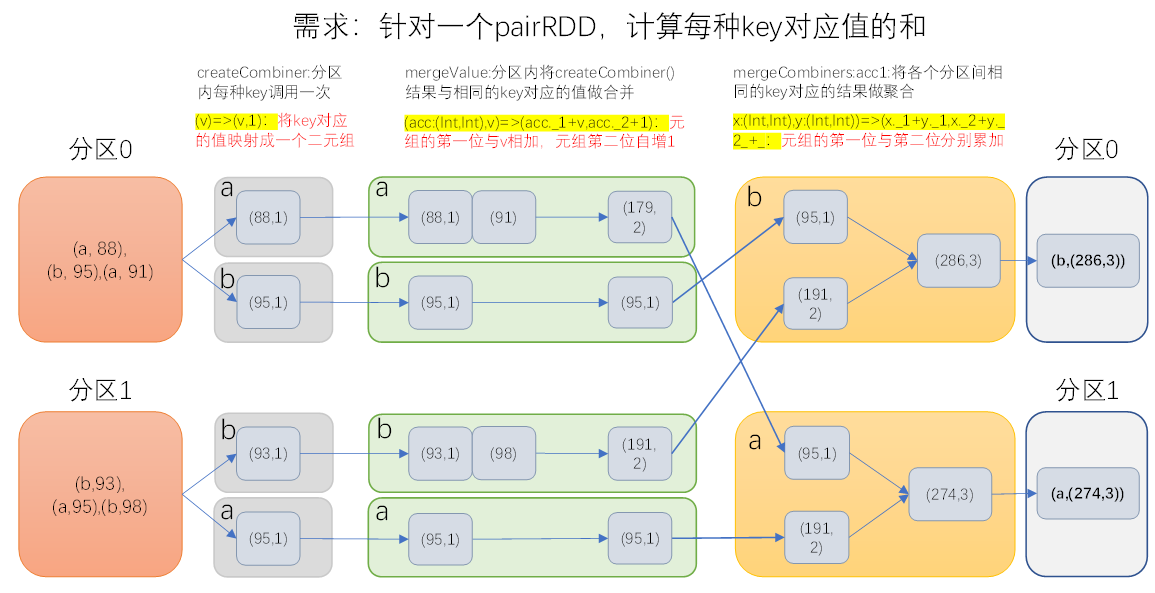 需求：针对一个pairRDD，计算每种key对应值的和
createCombiner:分区
内每种key调用一次
(v)=>(v,1)：将key对应
的值映射成一个二元组
mergeValue:分区内将createCombiner()
结果与相同的key对应的值做合并
(acc:(Int,Int),v)=>(acc._1+v,acc._2+1)：元
组的第一位与v相加，元组第二位自增1
mergeCombiners:acc1:将各个分区间相
同的key对应的结果做聚合
x:(Int,Int),y:(Int,Int))=>(x._1+y._1,x._2+y._
2_+_：元组的第一位与第二位分别累加
分区0
(a, 88),
(b, 95),(a, 91)
a
(88,1)
b
(95,1)
a
(88,1)
(91)
(179,
2)
b
(95,1)
(95,1)
b
(95,1)
(191,
2)
(286,3)
分区0
(b,(286,3))
分区1
(b,93),
(a,95),(b,98)
b
(93,1)
a
(95,1)
b
(93,1)
(98)
(191,
2)
a
(95,1)
(95,1)
a
(95,1)
(191,
2)
(274,3)
分区1
(a,(274,3))